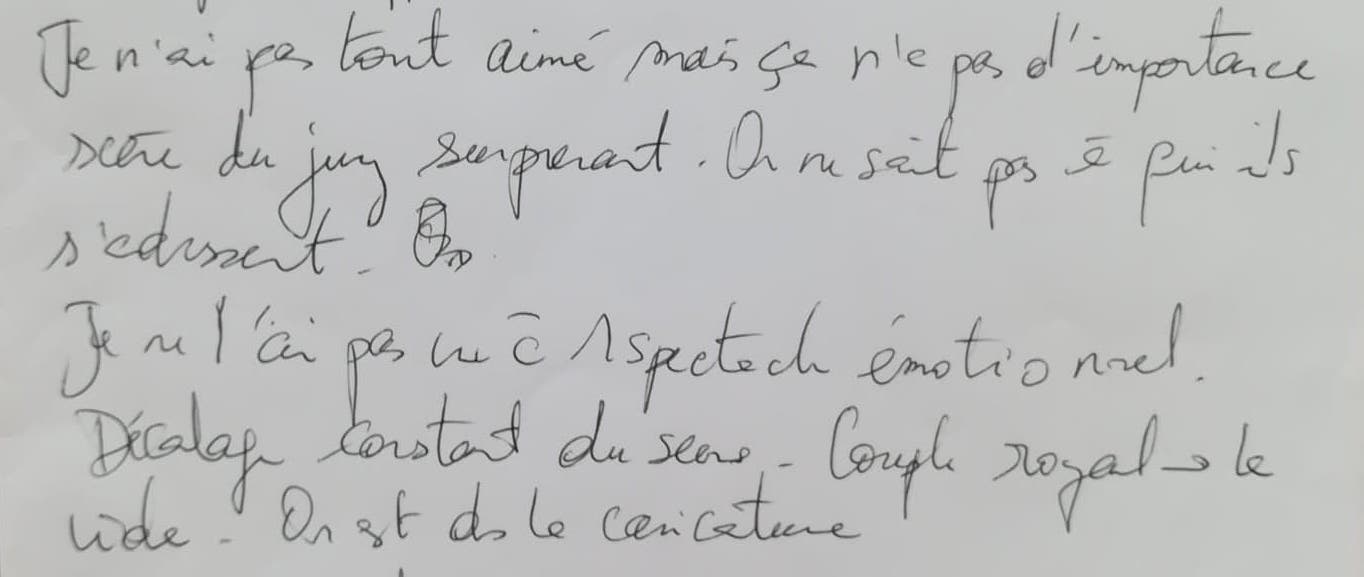 Je n'ai pas tout aimé mais ça n'e pas d'importance
scène du jury surprenant. On ne sait pas à qui ils
s'adressent.
Je ne l'ai pas vu à 1 spectacle émotionnel.
Décalage constant du sens. Couple royal → le
vide. On est ds la caricature